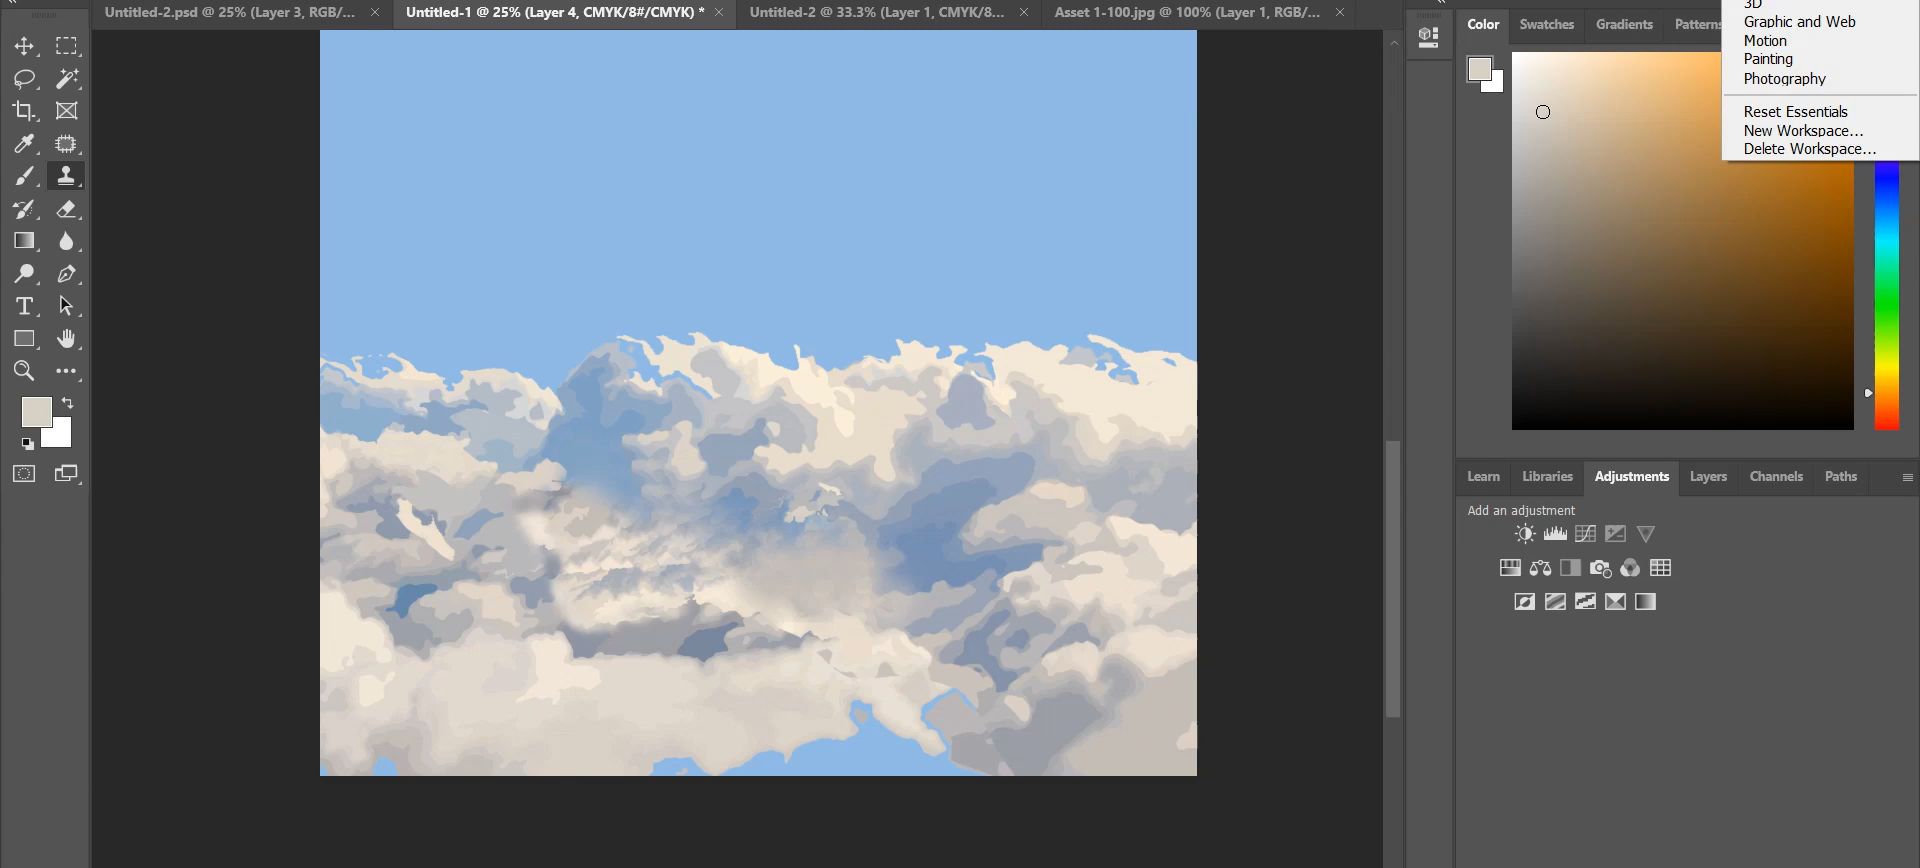 Untitled-2.psd @ 25% (Layer 3, RGB/...
Untitled-1 @ 25% (Layer 4, CMYK/8#/CMYK) *
Untitled-2 @ 33.3% (Layer 1, CMYK/8...
Asset 1-100.jpg @ 100% (Layer 1, RGB/...
Color
Swatches
Gradients
Patterns
3D
Graphic and Web
Motion
Painting
Photography
Reset Essentials
New Workspace...
Delete Workspace...
Learn
Libraries
Adjustments
Layers
Channels
Paths
Add an adjustment